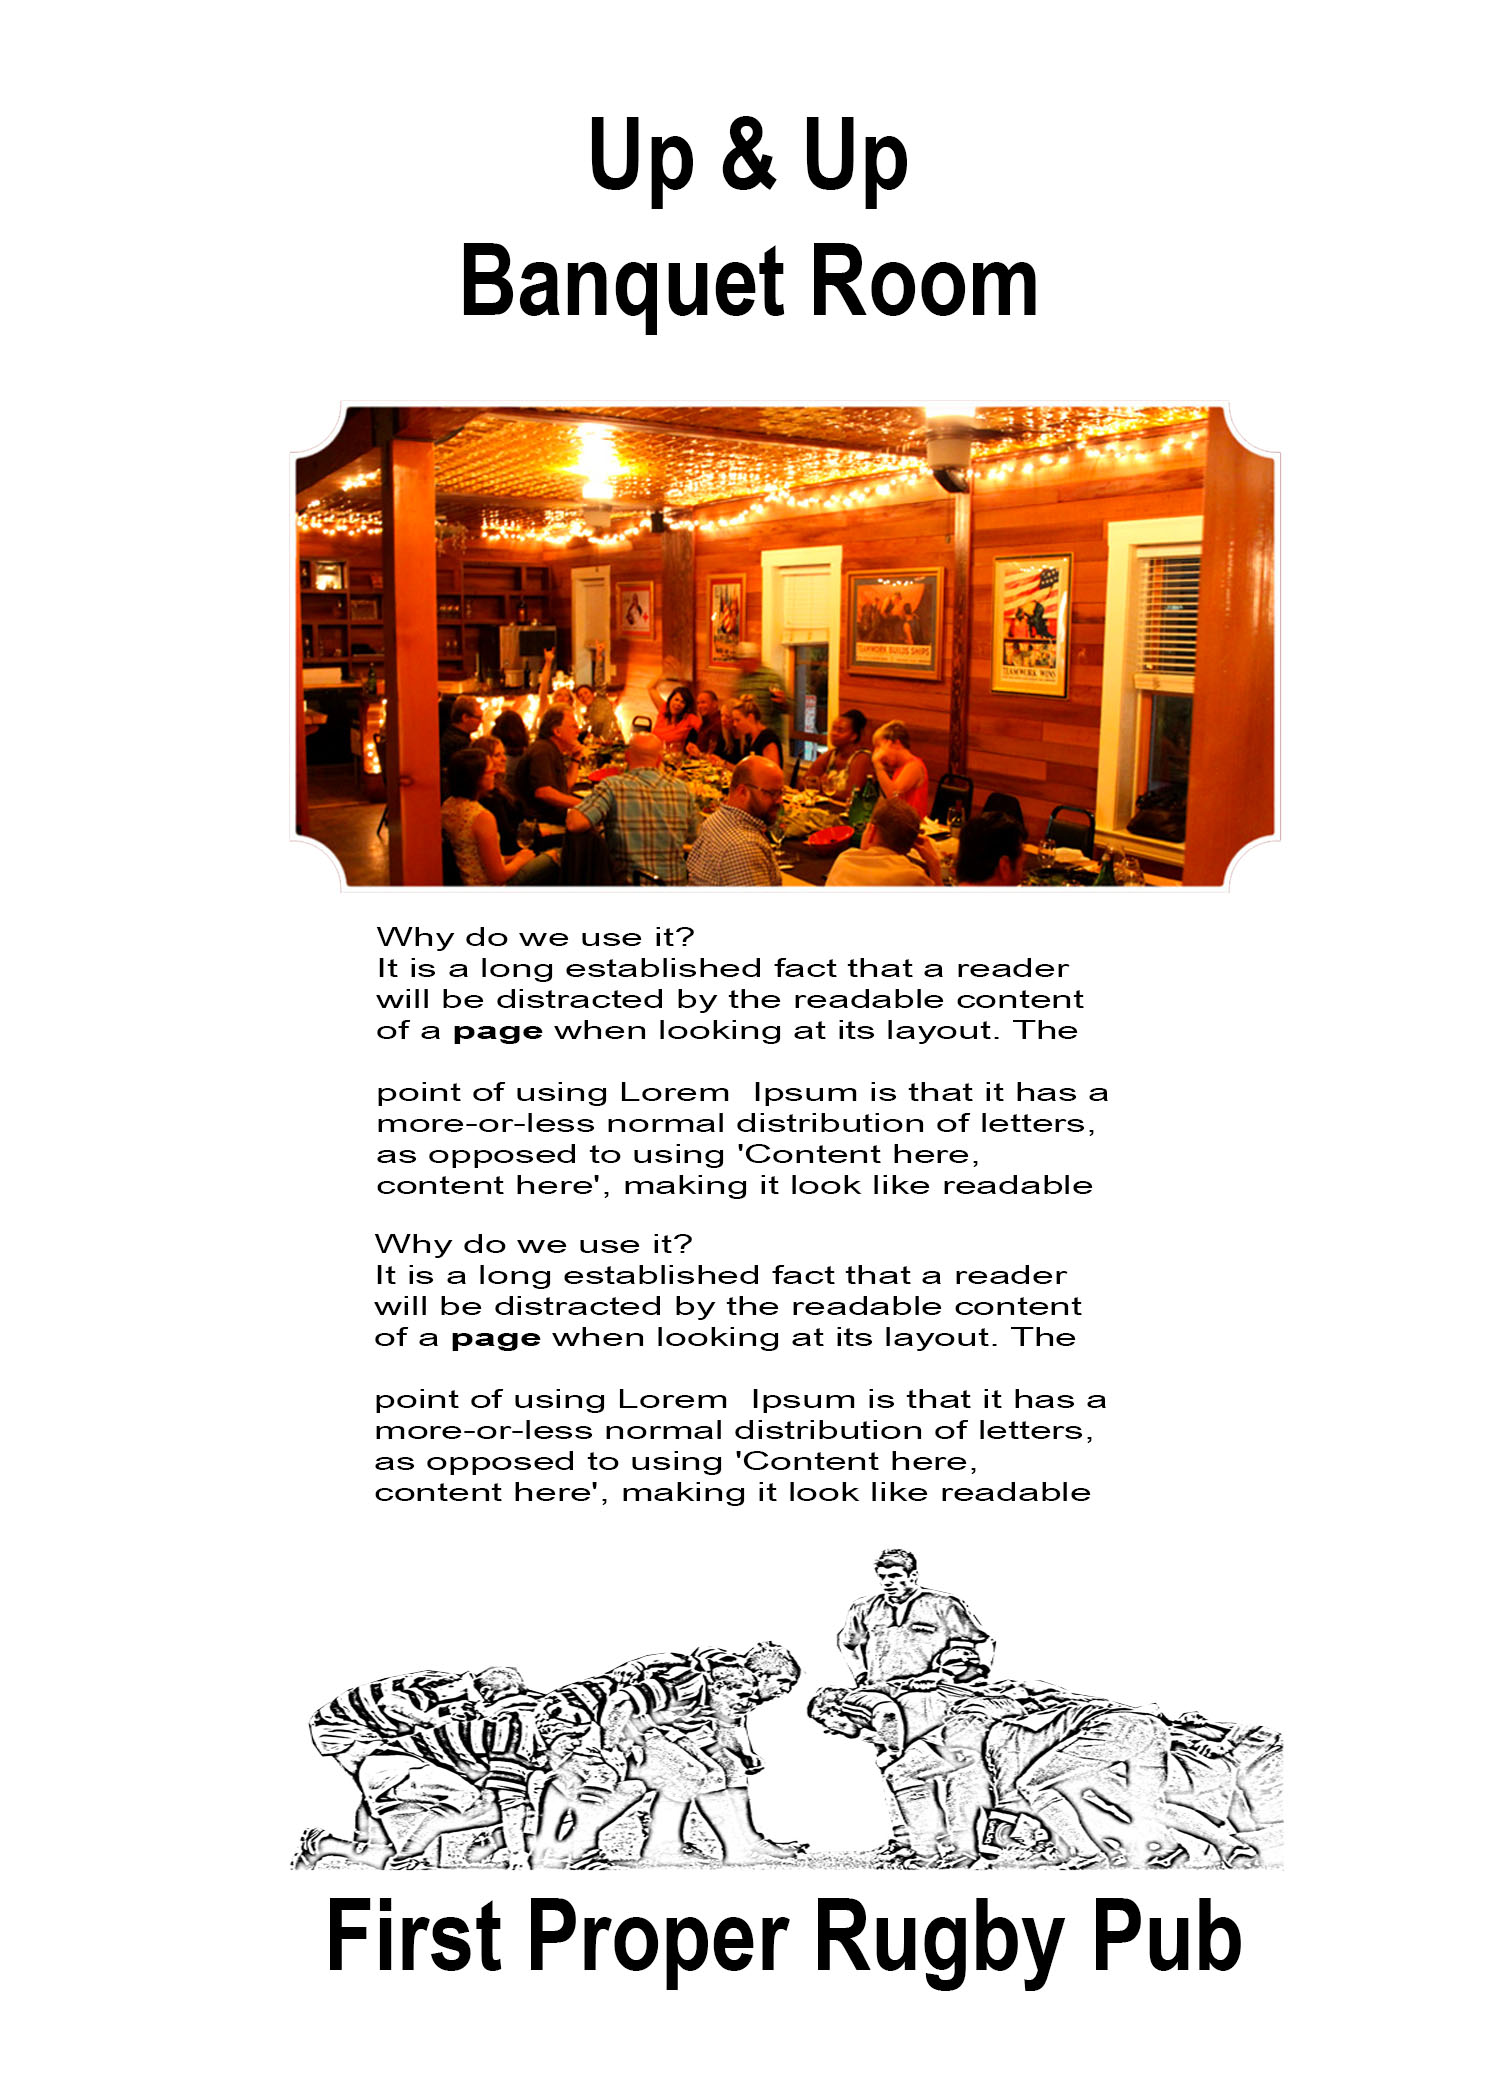 Up & Up
Banquet Room
TEAMWORK BUILDS SHIPS
TEAMWORK WINS
Why do we use it?
It is a long established fact that a reader
will be distracted by the readable content
of a page when looking at its layout. The
point of using Lorem  Ipsum is that it has a
more-or-less normal distribution of letters,
as opposed to using 'Content here,
content here', making it look like readable
Why do we use it?
It is a long established fact that a reader
will be distracted by the readable content
of a page when looking at its layout. The
point of using Lorem  Ipsum is that it has a
more-or-less normal distribution of letters,
as opposed to using 'Content here,
content here', making it look like readable
First Proper Rugby Pub